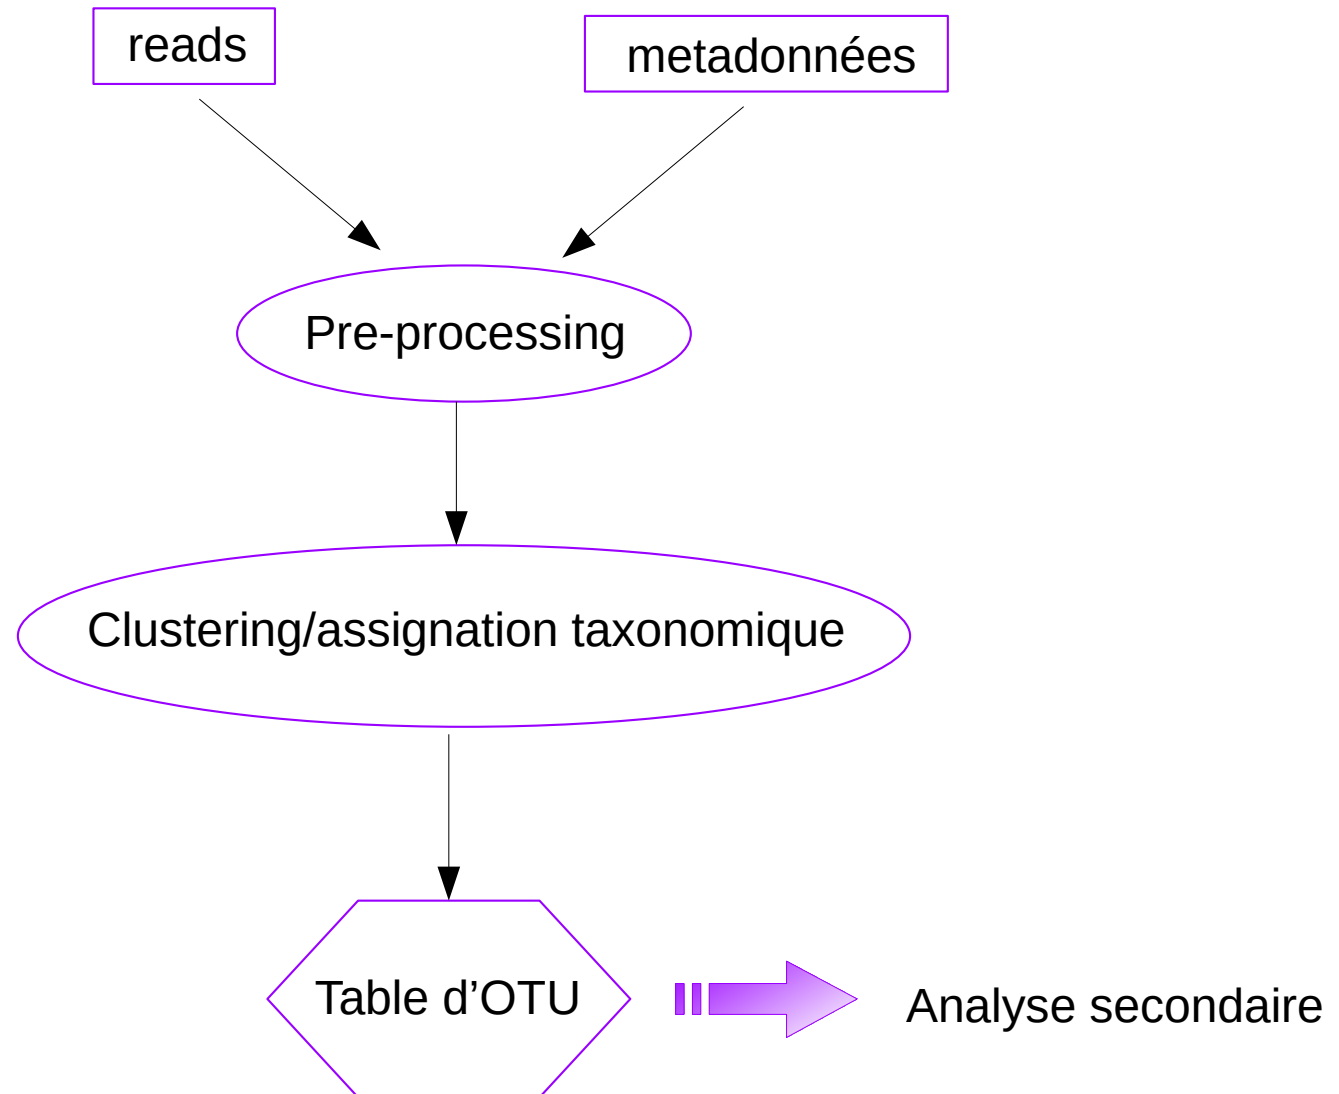 reads
metadonnées
Pre-processing
Clustering/assignation taxonomique
Table d’OTU
Analyse secondaire